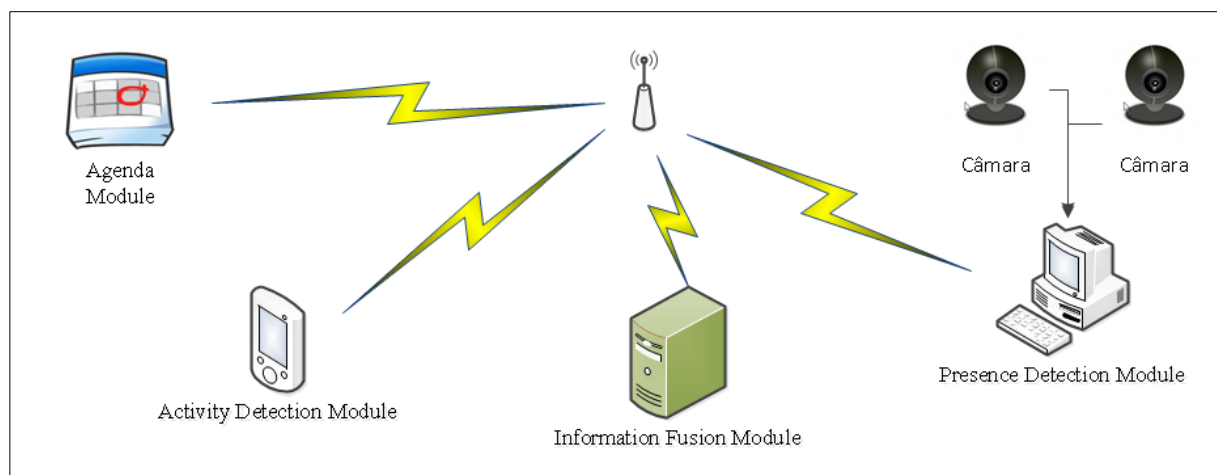 Câmara
Câmara
Agenda
Module
Presence Detection Module
Activity Detection Module
Information Fusion Module